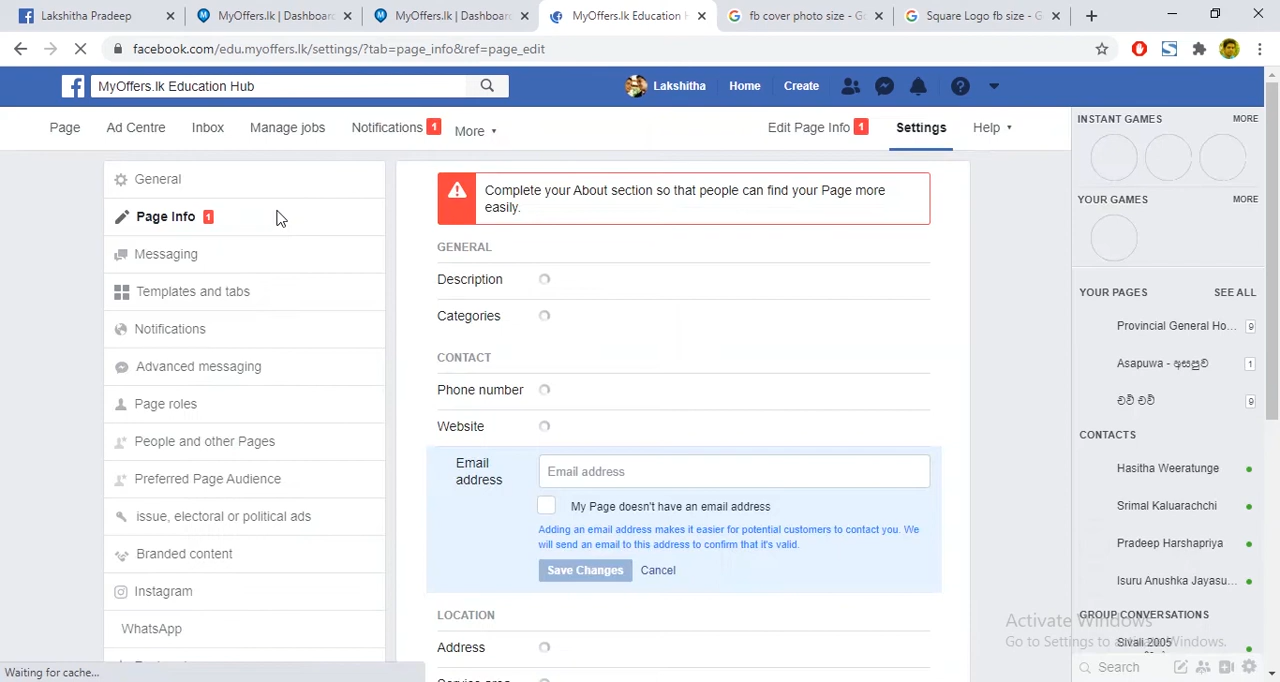 Lakshitha Pradeep
MyOffers.lk | Dashboar
MyOffers.lk | Dashboar
MyOffers.lk Education H
fb cover photo size - Go
Square Logo fb size - G
facebook.com/edu.myoffers.lk/settings/?tab=page_info&ref=page_edit
MyOffers.lk Education Hub
Lakshitha
Home
Create
Page
Ad Centre
Inbox
Manage jobs
Notifications 1
More
Edit Page Info 1
Settings
Help
General
Page Info 1
Messaging
Templates and tabs
Notifications
Advanced messaging
Page roles
People and other Pages
Preferred Page Audience
issue, electoral or political ads
Branded content
Instagram
WhatsApp
Complete your About section so that people can find your Page more
easily.
GENERAL
Description
Categories
CONTACT
Phone number
Website
Email
address
Email address
My Page doesn't have an email address
Adding an email address makes it easier for potential customers to contact you. We
will send an email to this address to confirm that it's valid.
Save Changes Cancel
LOCATION
Address
INSTANT GAMES MORE
YOUR GAMES MORE
YOUR PAGES SEE ALL
Provincial General Ho... 9
Asapuwa - අසපුව 1
එච් එච් 9
CONTACTS
Hasitha Weeratunge
Srimal Kaluarachchi
Pradeep Harshapriya
Isuru Anushka Jayasu...
GROUP CONVERSATIONS
Sivali 2005
Search
Activate Windows
Go to Settings to activate Windows.
Waiting for cache...